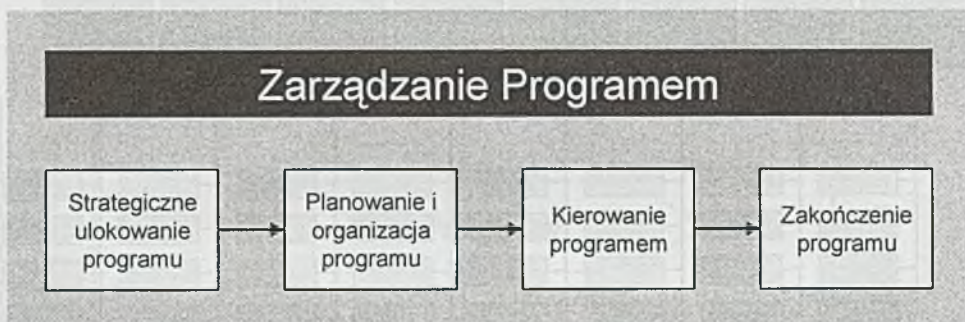 Zarządzanie Programem
Strategiczne
ulokowanie
programu
Planowanie i
organizacja
programu
Kierowanie
programem
Zakończenie
programu